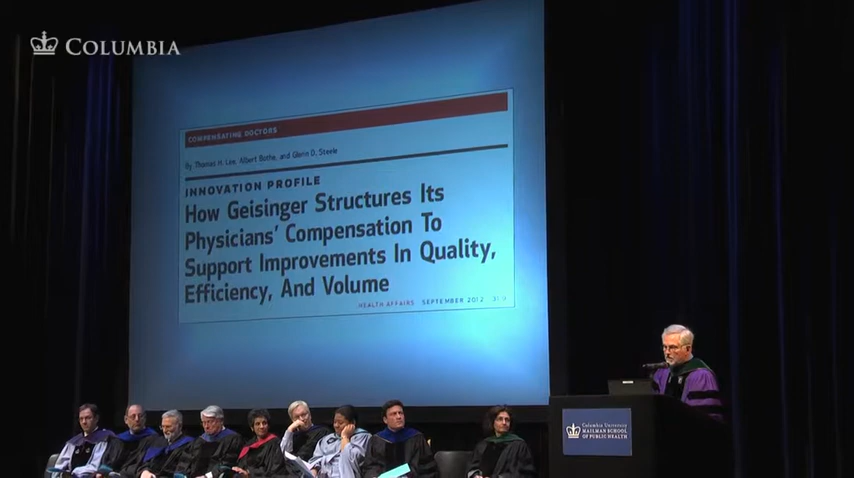 COLUMBIA
COMPENSATING DOCTORS
By Thomas H. Lee, Albert Bothe, and Glenn D. Steele
INNOVATION PROFILE
How Geisinger Structures Its
Physicians' Compensation To
Support Improvements In Quality,
Efficiency, And Volume
HEALTH AFFAIRS SEPTEMBER 2012 31:9
Columbia University
MAILMAN SCHOOL
OF PUBLIC HEALTH